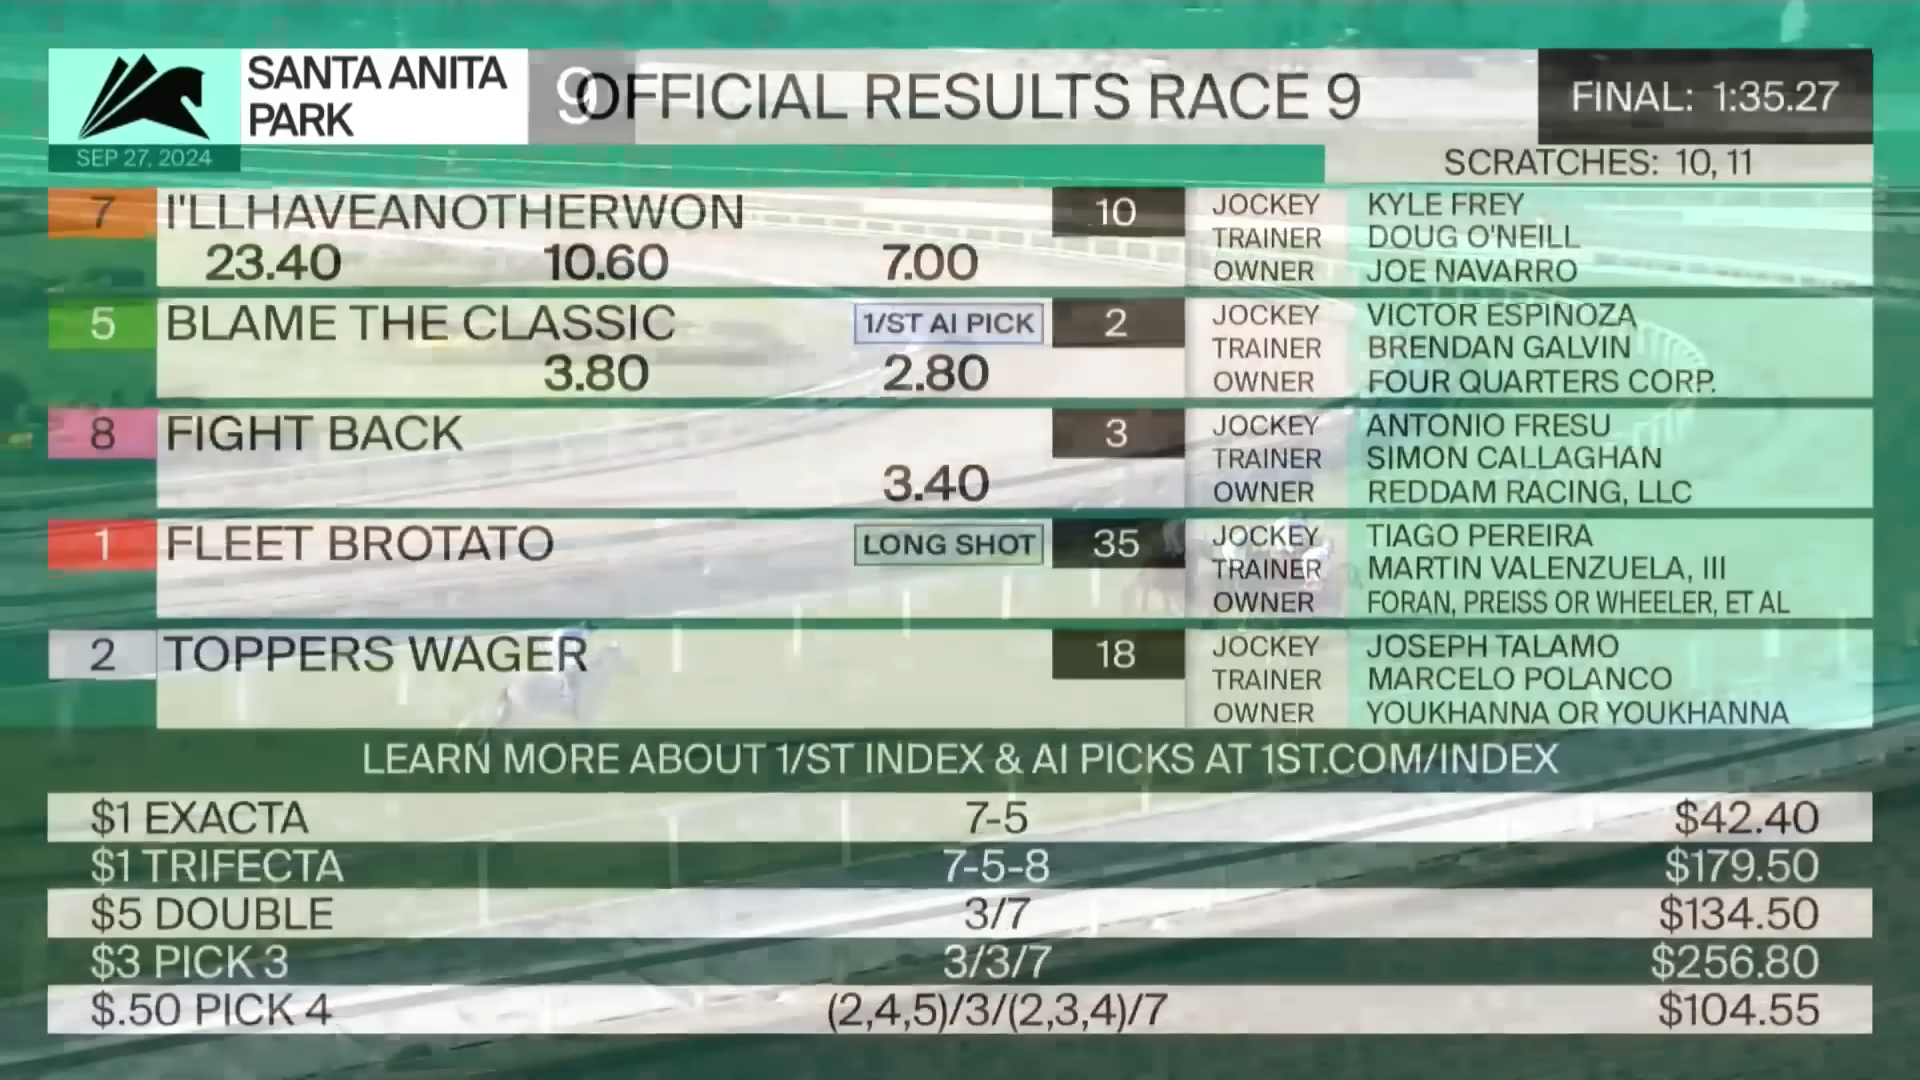 SANTA ANITA
PARK
SEP 27, 2024
9
OFFICIAL RESULTS RACE 9
FINAL: 1:35.27
SCRATCHES: 10, 11
7 I'LLHAVEANOTHERWON 10
23.40 10.60 7.00
JOCKEY KYLE FREY
TRAINER DOUG O'NEILL
OWNER JOE NAVARRO
5 BLAME THE CLASSIC 1/ST AI PICK 2
3.80 2.80
JOCKEY VICTOR ESPINOZA
TRAINER BRENDAN GALVIN
OWNER FOUR QUARTERS CORP.
8 FIGHT BACK 3
3.40
JOCKEY ANTONIO FRESU
TRAINER SIMON CALLAGHAN
OWNER REDDAM RACING, LLC
1 FLEET BROTATO LONG SHOT 35
JOCKEY TIAGO PEREIRA
TRAINER MARTIN VALENZUELA, III
OWNER FORAN, PREISS OR WHEELER, ET AL
2 TOPPERS WAGER 18
JOCKEY JOSEPH TALAMO
TRAINER MARCELO POLANCO
OWNER YOUKHANNA OR YOUKHANNA
LEARN MORE ABOUT 1/ST INDEX & AI PICKS AT 1ST.COM/INDEX
$1 EXACTA 7-5 $42.40
$1 TRIFECTA 7-5-8 $179.50
$5 DOUBLE 3/7 $134.50
$3 PICK 3 3/3/7 $256.80
$.50 PICK 4 (2,4,5)/3/(2,3,4)/7 $104.55